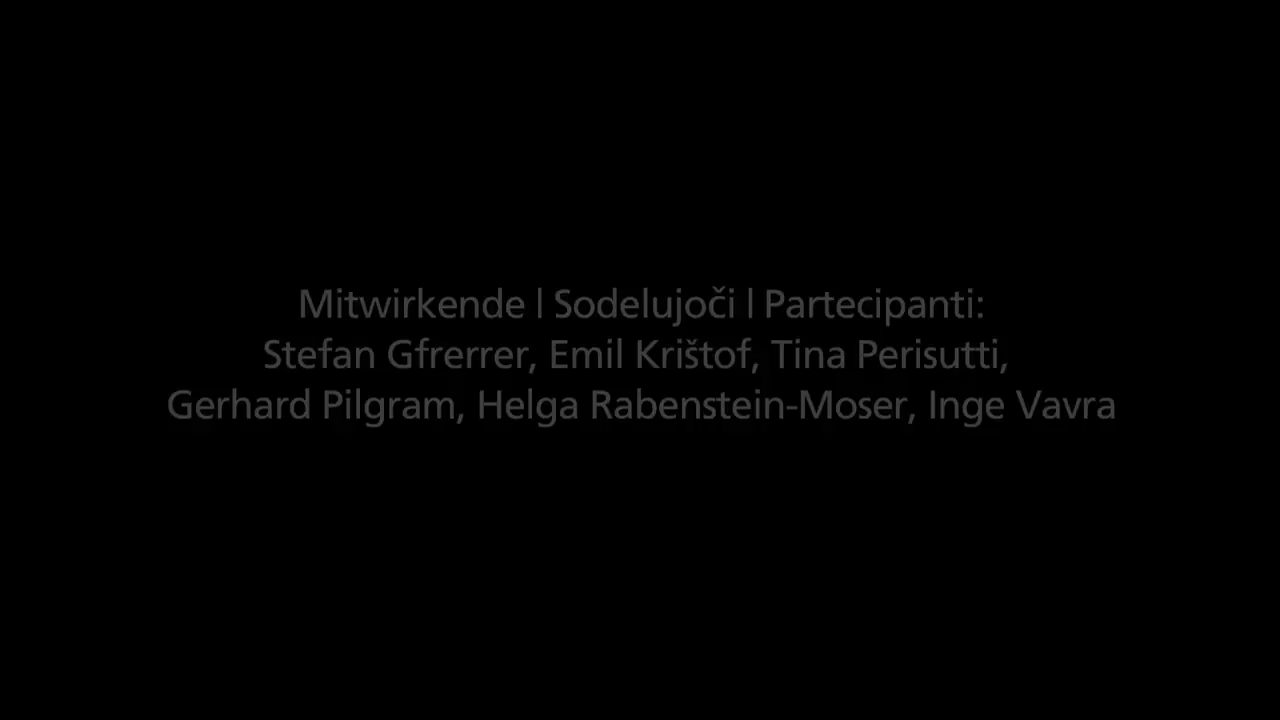 Mitwirkende | Sodelujoči | Partecipanti:
Stefan Gfrerrer, Emil Krištof, Tina Perisutti,
Gerhard Pilgram, Helga Rabenstein-Moser, Inge Vavra